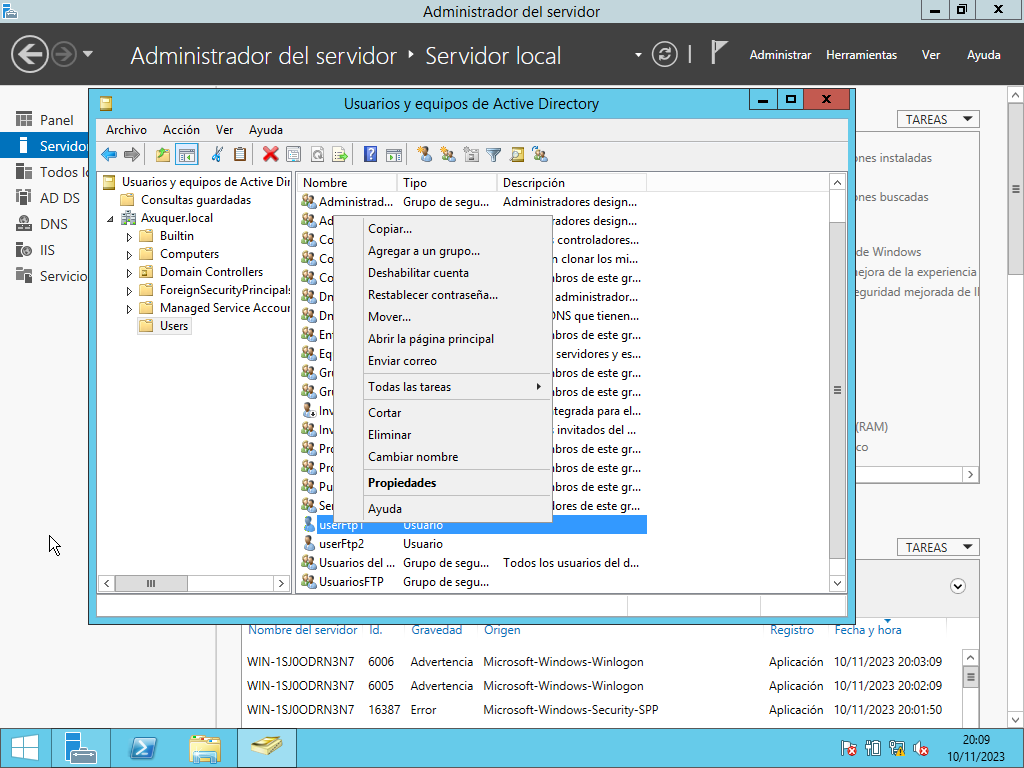 Administrador del servidor
Administrador del servidor ‣ Servidor local
Administrar Herramientas Ver Ayuda
Panel
Servidor
Todos l
AD DS
DNS
IIS
Servicio
TAREAS
ones instaladas
ones buscadas
de Windows
ejora de la experiencia
eguridad mejorada de II
(RAM)
co
TAREAS
Usuarios y equipos de Active Directory
Archivo Acción Ver Ayuda
Usuarios y equipos de Active Dir
Consultas guardadas
Axuquer.local
Builtin
Computers
Domain Controllers
ForeignSecurityPrincipals
Managed Service Accour
Users
Nombre Tipo Descripción
Administrad... Grupo de segu... Administradores design...
Ad radores design...
Co s controladores...
Co n clonar los mi...
Co bros de este gr...
Dn administrador...
Dn DNS que tienen...
Ent bros de este gr...
Equ servidores y es...
Gru bros de este gr...
Gru bros de este gr...
Inv ntegrada para el...
Inv s invitados del ...
Pro bros de este gr...
Pro bros de este gr...
Pu bros de este gr...
Ser dores de este gr...
userFtp1 Usuario
userFtp2 Usuario
Usuarios del ... Grupo de segu... Todos los usuarios del d...
UsuariosFTP Grupo de segu...
Copiar...
Agregar a un grupo...
Deshabilitar cuenta
Restablecer contraseña...
Mover...
Abrir la página principal
Enviar correo
Todas las tareas
Cortar
Eliminar
Cambiar nombre
Propiedades
Ayuda
Nombre del servidor Id. Gravedad Origen Registro Fecha y hora
WIN-1SJ0ODRN3N7 6006 Advertencia Microsoft-Windows-Winlogon Aplicación 10/11/2023 20:03:09
WIN-1SJ0ODRN3N7 6005 Advertencia Microsoft-Windows-Winlogon Aplicación 10/11/2023 20:02:09
WIN-1SJ0ODRN3N7 16387 Error Microsoft-Windows-Security-SPP Aplicación 10/11/2023 20:01:50
20:09
10/11/2023